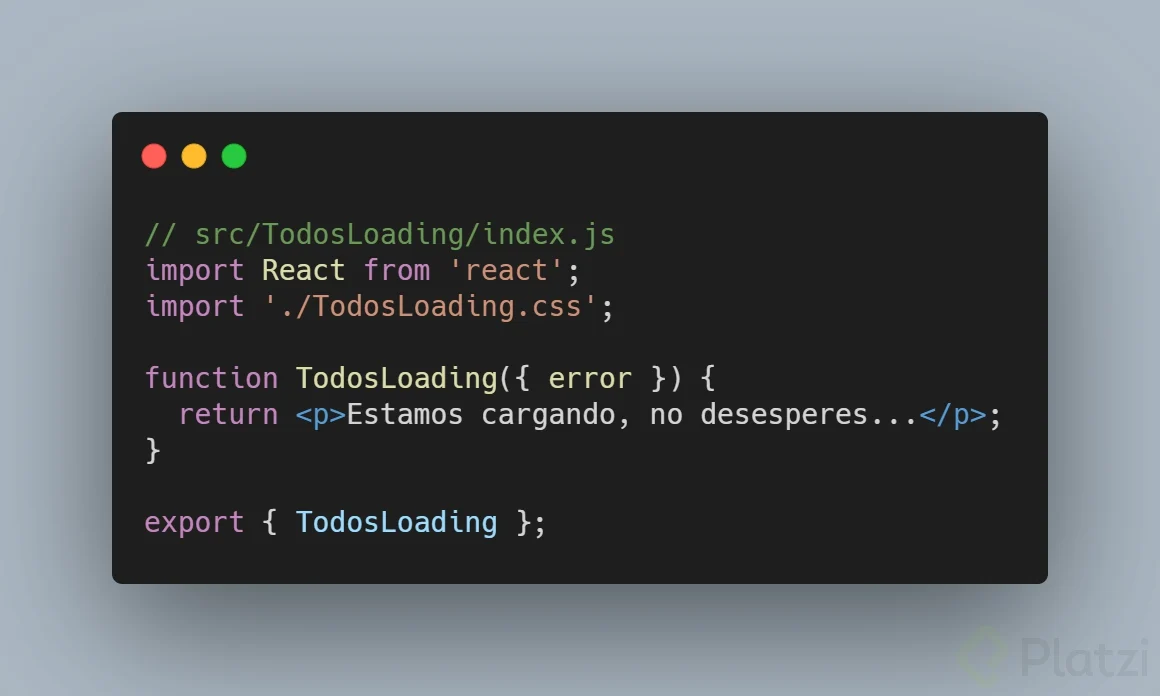 // src/TodosLoading/index.js
import React from 'react';
import './TodosLoading.css';
function TodosLoading({ error }) {
  return <p>Estamos cargando, no desesperes...</p>;
}
export { TodosLoading };
Platzi